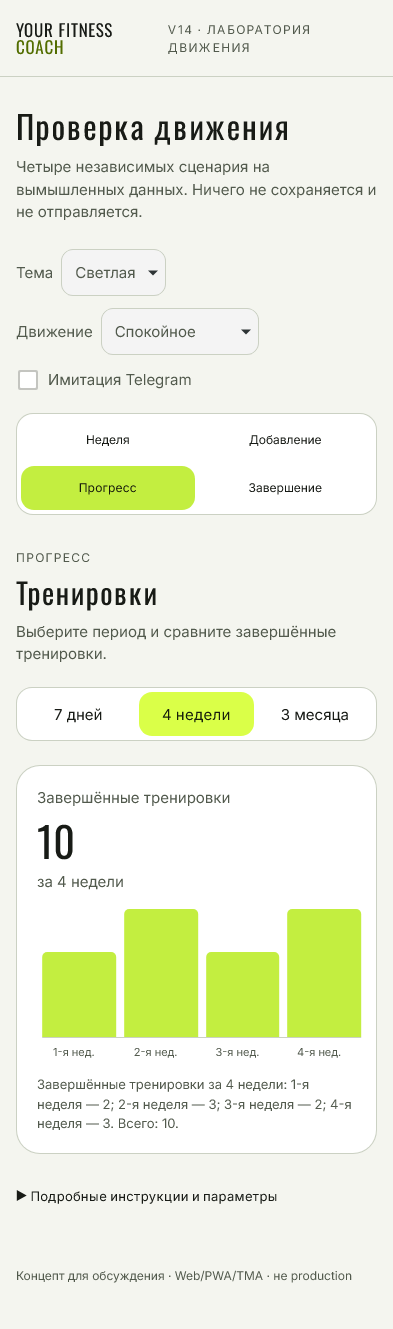 YOUR FITNESS
COACH
V14 · ЛАБОРАТОРИЯ
ДВИЖЕНИЯ
Проверка движения
Четыре независимых сценария на
вымышленных данных. Ничего не сохраняется и
не отправляется.
Тема
Светлая
Движение
Спокойное
Имитация Telegram
Неделя
Добавление
Прогресс
Завершение
ПРОГРЕСС
Тренировки
Выберите период и сравните завершённые
тренировки.
7 дней
4 недели
3 месяца
Завершённые тренировки
10
за 4 недели
1-я нед.
2-я нед.
3-я нед.
4-я нед.
Завершённые тренировки за 4 недели: 1-я
неделя — 2; 2-я неделя — 3; 3-я неделя — 2; 4-я
неделя — 3. Всего: 10.
Подробные инструкции и параметры
Концепт для обсуждения · Web/PWA/TMA · не production